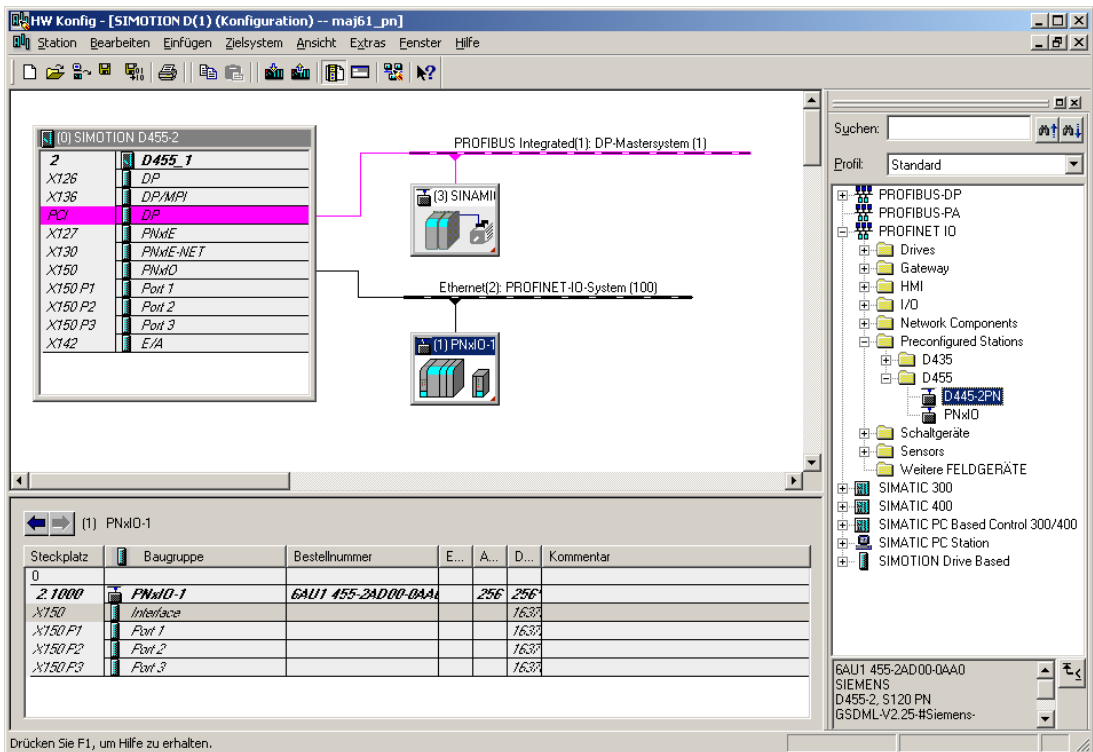 HW Konfig - [SIMOTION D(1) (Konfiguration) -- maj61_pn]
Station Bearbeiten Einfügen Zielsystem Ansicht Extras Fenster Hilfe
(0) SIMOTION D455-2
2 D455_1
X126 DP
X136 DP/MPI
PCI DP
X127 PNxIE
X130 PNxIE-NET
X150 PNxIO
X150 P1 Port 1
X150 P2 Port 2
X150 P3 Port 3
X142 E/A
PROFIBUS Integrated(1): DP-Mastersystem (1)
(3) SINAMI
Ethernet(2): PROFINET-IO-System (100)
(1) PNxIO-1
Suchen:
Profil: Standard
PROFIBUS-DP
PROFIBUS-PA
PROFINET IO
Drives
Gateway
HMI
I/O
Network Components
Preconfigured Stations
D435
D455
D445-2PN
PNxIO
Schaltgeräte
Sensors
Weitere FELDGERÄTE
SIMATIC 300
SIMATIC 400
SIMATIC PC Based Control 300/400
SIMATIC PC Station
SIMOTION Drive Based
6AU1 455-2AD00-0AA0
SIEMENS
D455-2, S120 PN
GSDML-V2.25-#Siemens-
(1) PNxIO-1
Steckplatz Baugruppe Bestellnummer E... A... D... Kommentar
0
2.1000 PNxIO-1 6AU1 455-2AD00-0AA 256 256
X150 Interface 1637
X150 P1 Port 1 1637
X150 P2 Port 2 1637
X150 P3 Port 3 1637
Drücken Sie F1, um Hilfe zu erhalten.